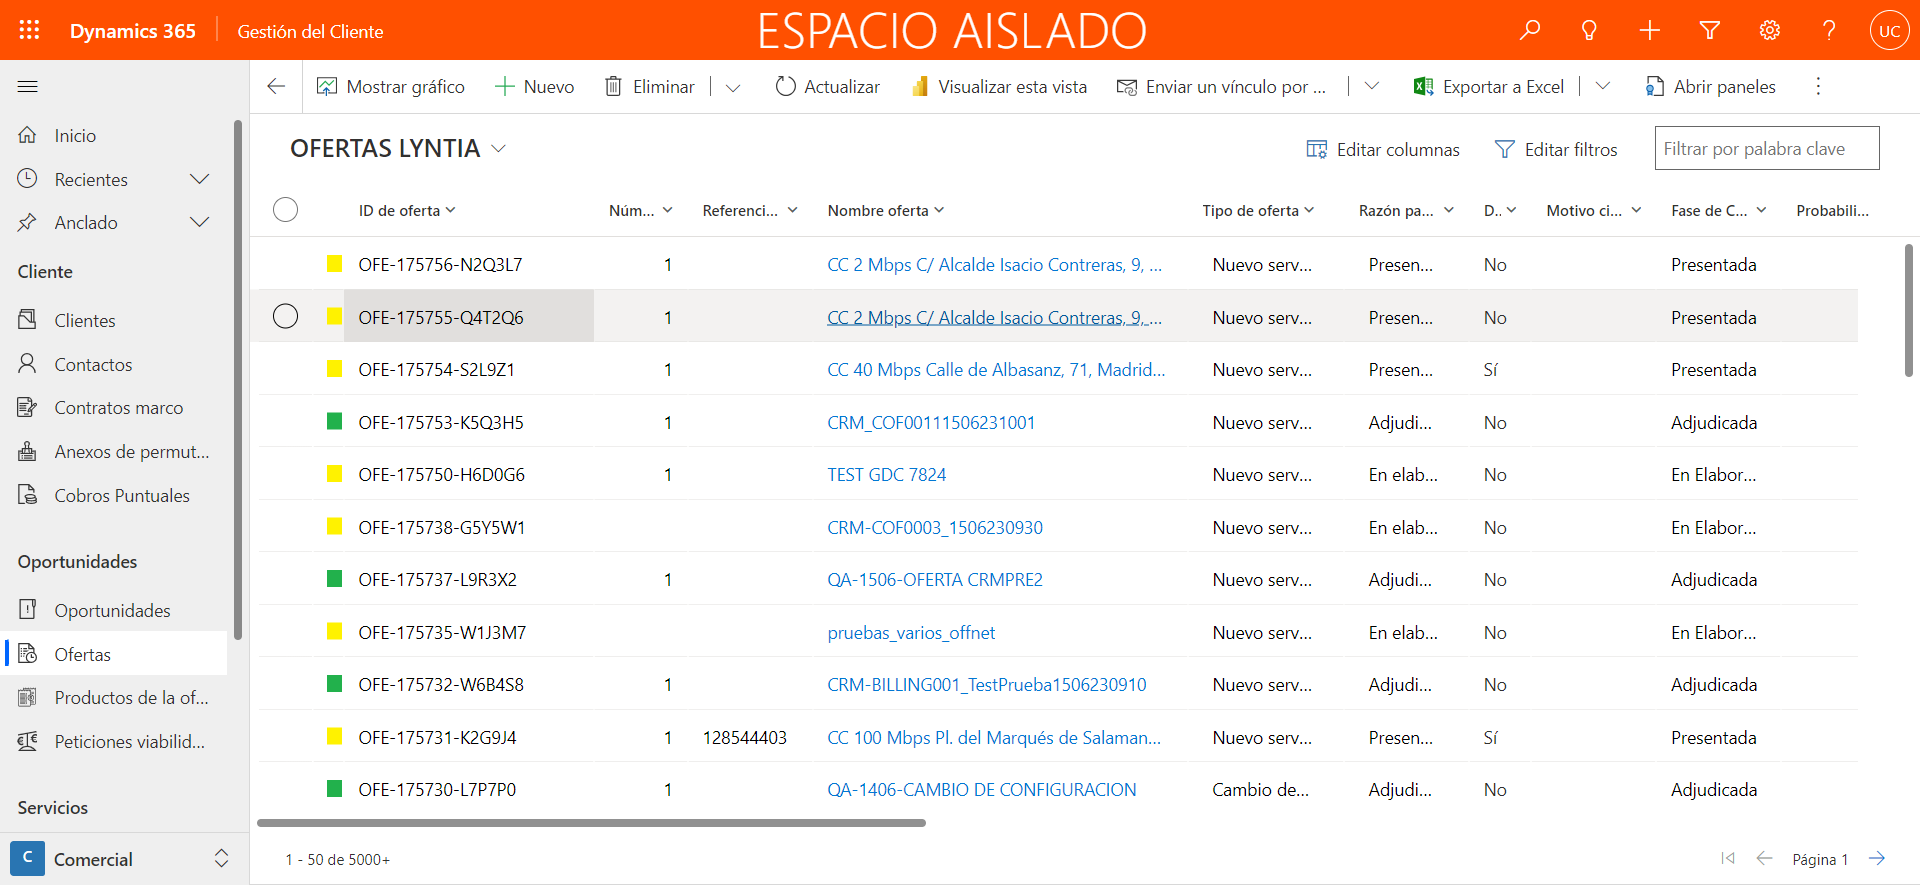 Dynamics 365
Gestión del Cliente
ESPACIO AISLADO
UC
Mostrar gráfico
Nuevo
Eliminar
Actualizar
Visualizar esta vista
Enviar un vínculo por ...
Exportar a Excel
Abrir paneles
Inicio
Recientes
Anclado
Cliente
Clientes
Contactos
Contratos marco
Anexos de permut...
Cobros Puntuales
Oportunidades
Oportunidades
Ofertas
Productos de la of...
Peticiones viabilid...
Servicios
C Comercial
OFERTAS LYNTIA
Editar columnas
Editar filtros
Filtrar por palabra clave
ID de oferta Núm... Referenci... Nombre oferta Tipo de oferta Razón pa... D.. Motivo ci... Fase de C... Probabili...
OFE-175756-N2Q3L7 1 CC 2 Mbps C/ Alcalde Isacio Contreras, 9, ... Nuevo serv... Presen... No Presentada
OFE-175755-Q4T2Q6 1 CC 2 Mbps C/ Alcalde Isacio Contreras, 9, ... Nuevo serv... Presen... No Presentada
OFE-175754-S2L9Z1 1 CC 40 Mbps Calle de Albasanz, 71, Madrid... Nuevo serv... Presen... Sí Presentada
OFE-175753-K5Q3H5 1 CRM_COF00111506231001 Nuevo serv... Adjudi... No Adjudicada
OFE-175750-H6D0G6 1 TEST GDC 7824 Nuevo serv... En elab... No En Elabor...
OFE-175738-G5Y5W1 CRM-COF0003_1506230930 Nuevo serv... En elab... No En Elabor...
OFE-175737-L9R3X2 1 QA-1506-OFERTA CRMPRE2 Nuevo serv... Adjudi... No Adjudicada
OFE-175735-W1J3M7 pruebas_varios_offnet Nuevo serv... En elab... No En Elabor...
OFE-175732-W6B4S8 1 CRM-BILLING001_TestPrueba1506230910 Nuevo serv... Adjudi... No Adjudicada
OFE-175731-K2G9J4 1 128544403 CC 100 Mbps Pl. del Marqués de Salaman... Nuevo serv... Presen... Sí Presentada
OFE-175730-L7P7P0 1 QA-1406-CAMBIO DE CONFIGURACION Cambio de... Adjudi... No Adjudicada
1 - 50 de 5000+
Página 1